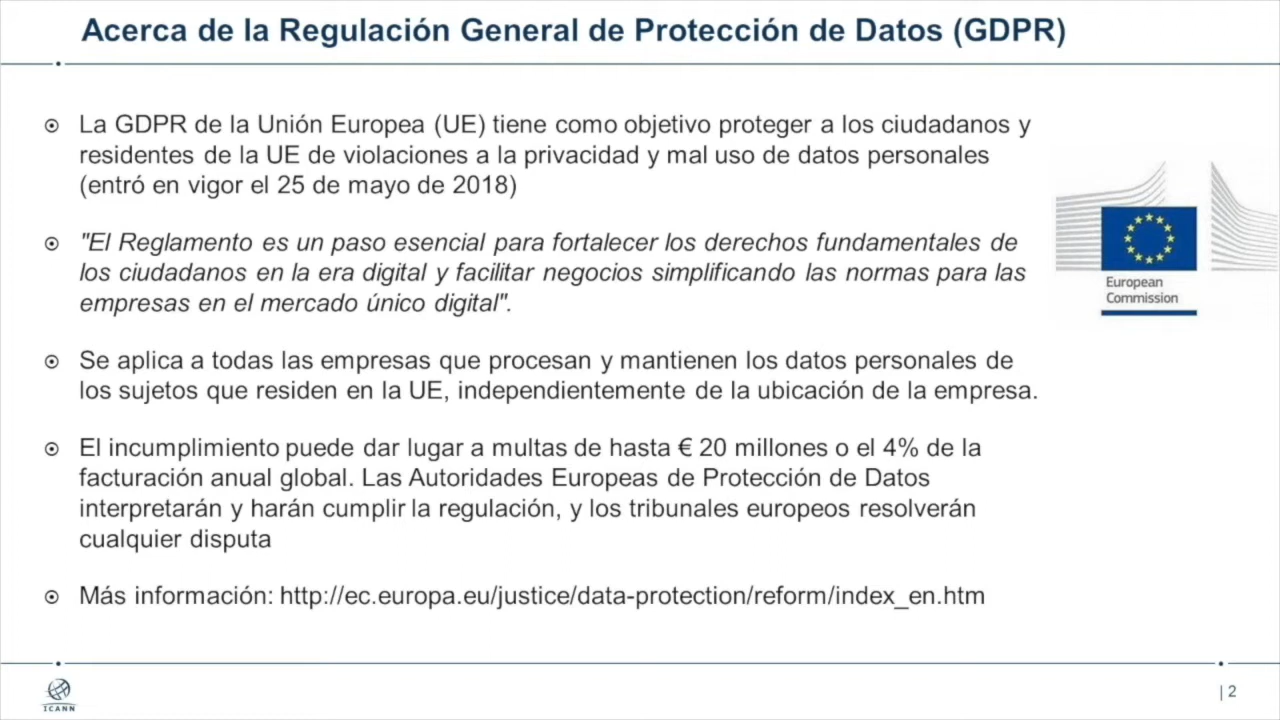 Acerca de la Regulación General de Protección de Datos (GDPR)
La GDPR de la Unión Europea (UE) tiene como objetivo proteger a los ciudadanos y
residentes de la UE de violaciones a la privacidad y mal uso de datos personales
(entró en vigor el 25 de mayo de 2018)
"El Reglamento es un paso esencial para fortalecer los derechos fundamentales de
los ciudadanos en la era digital y facilitar negocios simplificando las normas para las
empresas en el mercado único digital".
European
Commission
Se aplica a todas las empresas que procesan y mantienen los datos personales de
los sujetos que residen en la UE, independientemente de la ubicación de la empresa.
El incumplimiento puede dar lugar a multas de hasta € 20 millones o el 4% de la
facturación anual global. Las Autoridades Europeas de Protección de Datos
interpretarán y harán cumplir la regulación, y los tribunales europeos resolverán
cualquier disputa
Más información: http://ec.europa.eu/justice/data-protection/reform/index_en.htm
ICANN
| 2